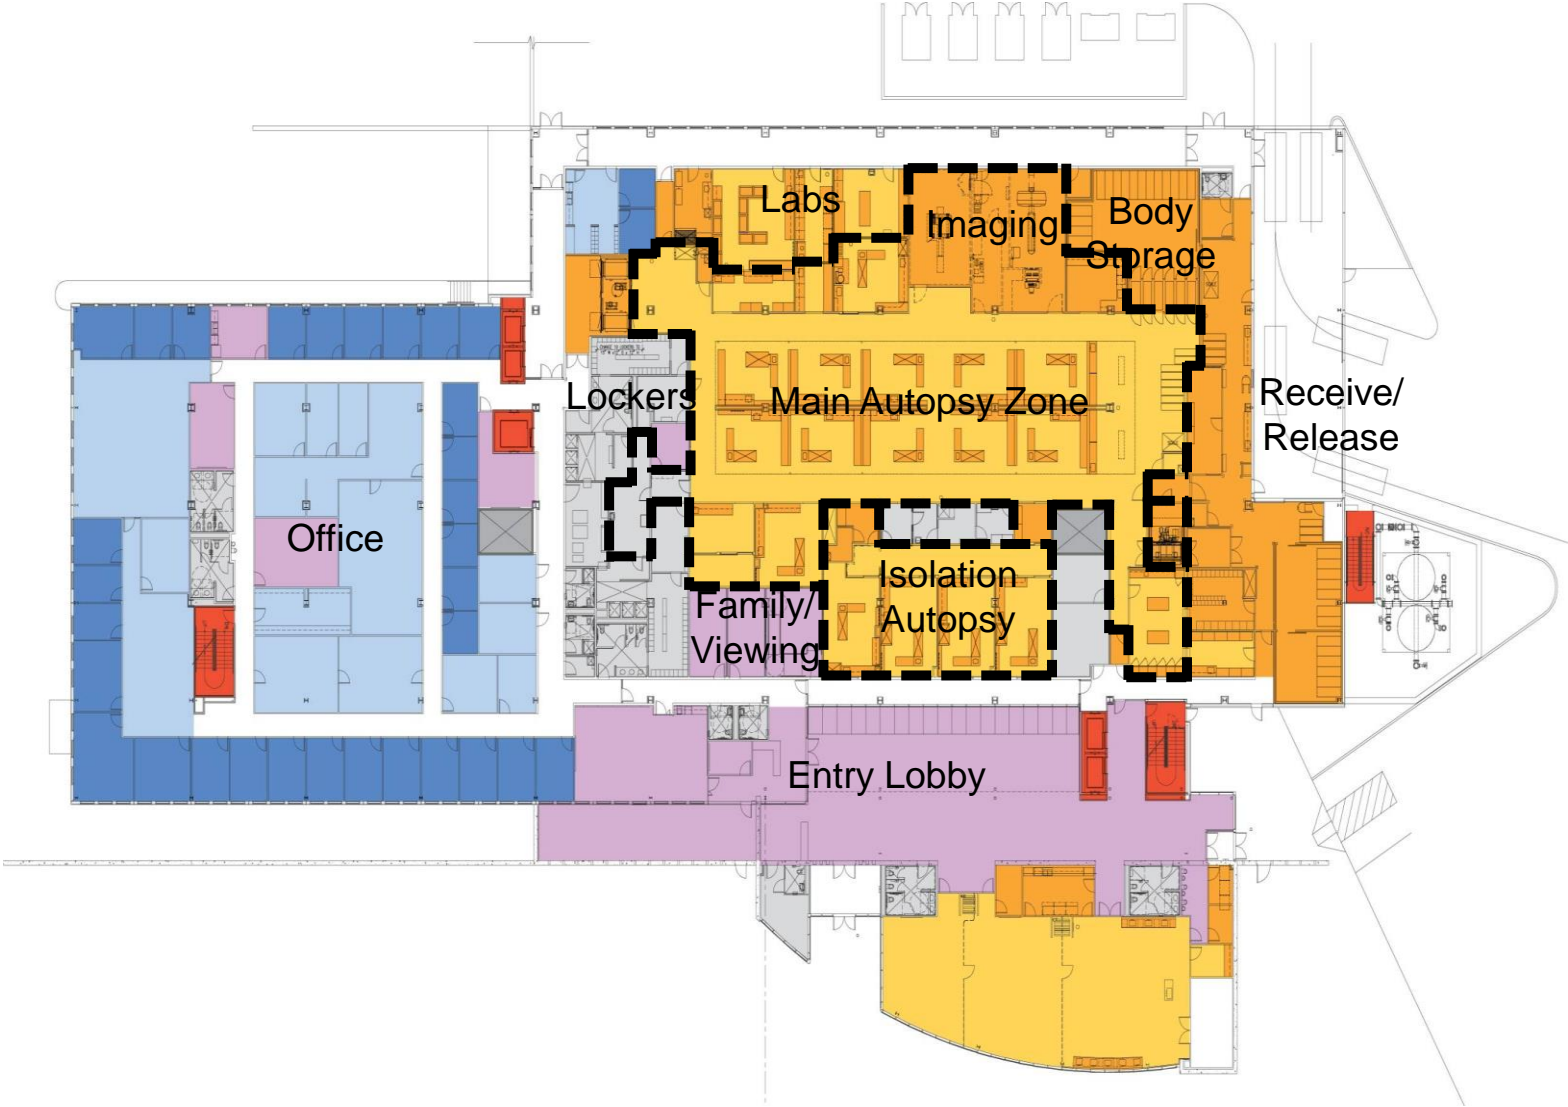 Labs
Imaging
Body
Storage
Lockers
Main Autopsy Zone
Receive/
Release
Office
Isolation
Autopsy
Family/
Viewing
Entry Lobby